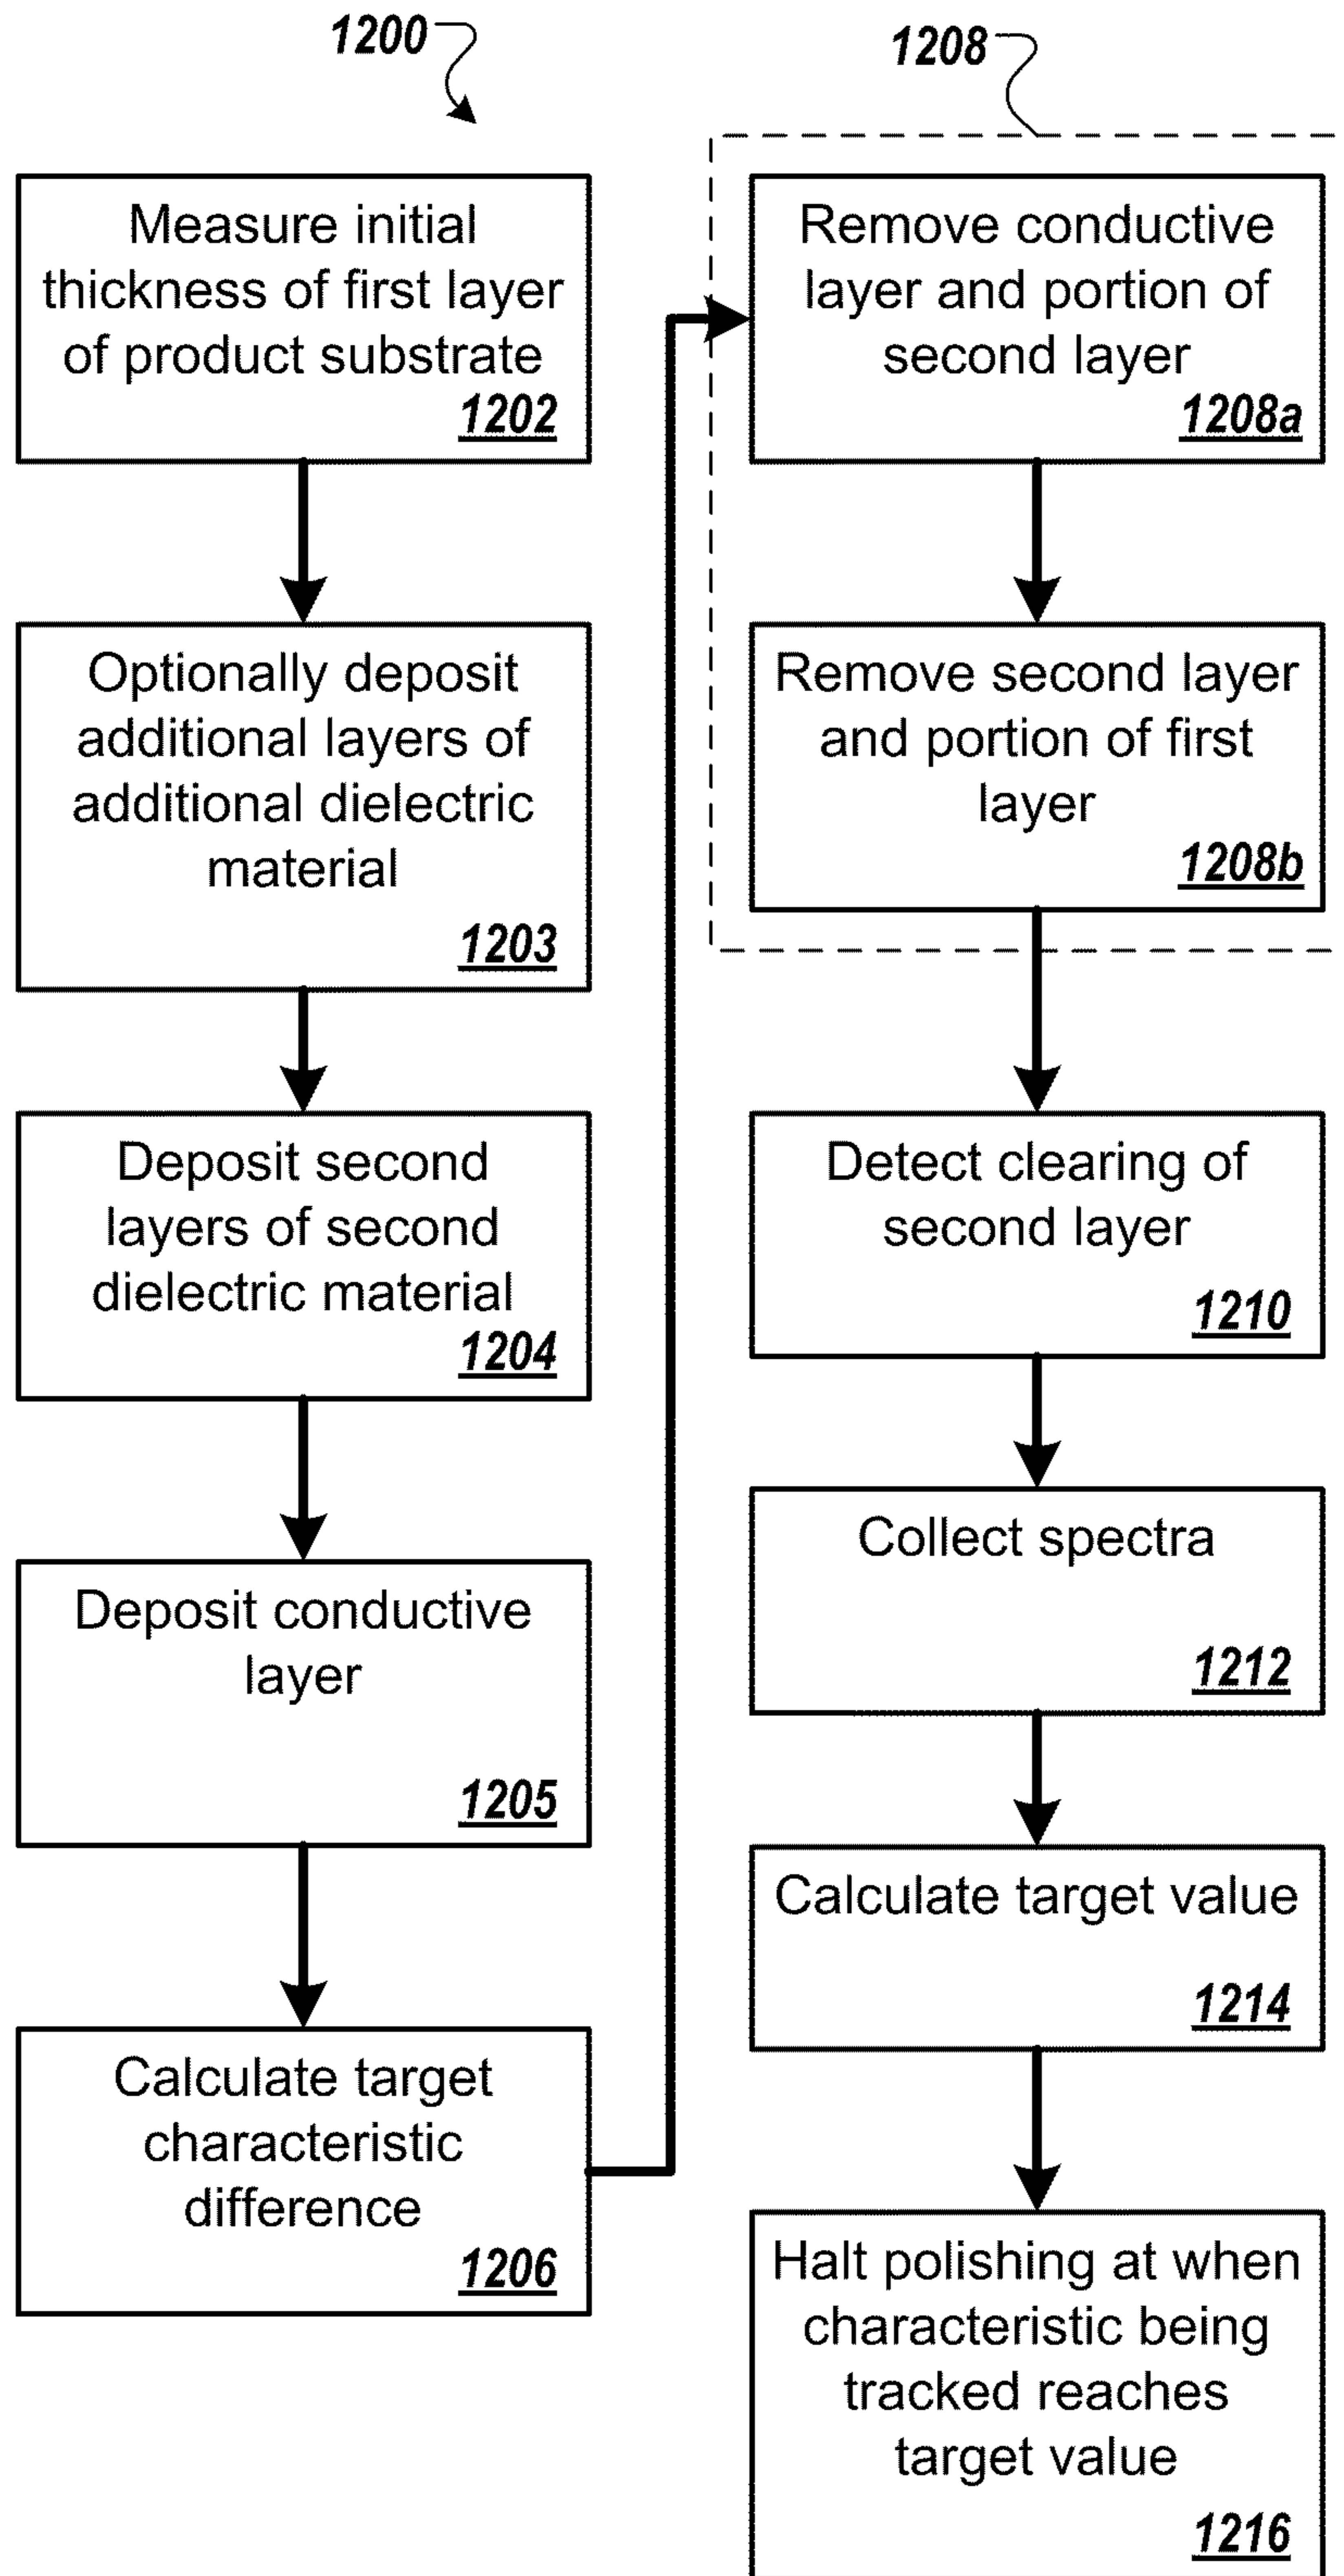 1200
1208
Measure initial
thickness of first layer
of product substrate
1202
Optionally deposit
additional layers of
additional dielectric
material
1203
Deposit second
layers of second
dielectric material
1204
Deposit conductive
layer
1205
Calculate target
characteristic
difference
1206
Remove conductive
layer and portion of
second layer
1208a
Remove second layer
and portion of first
layer
1208b
Detect clearing of
second layer
1210
Collect spectra
1212
Calculate target value
1214
Halt polishing at when
characteristic being
tracked reaches
target value
1216